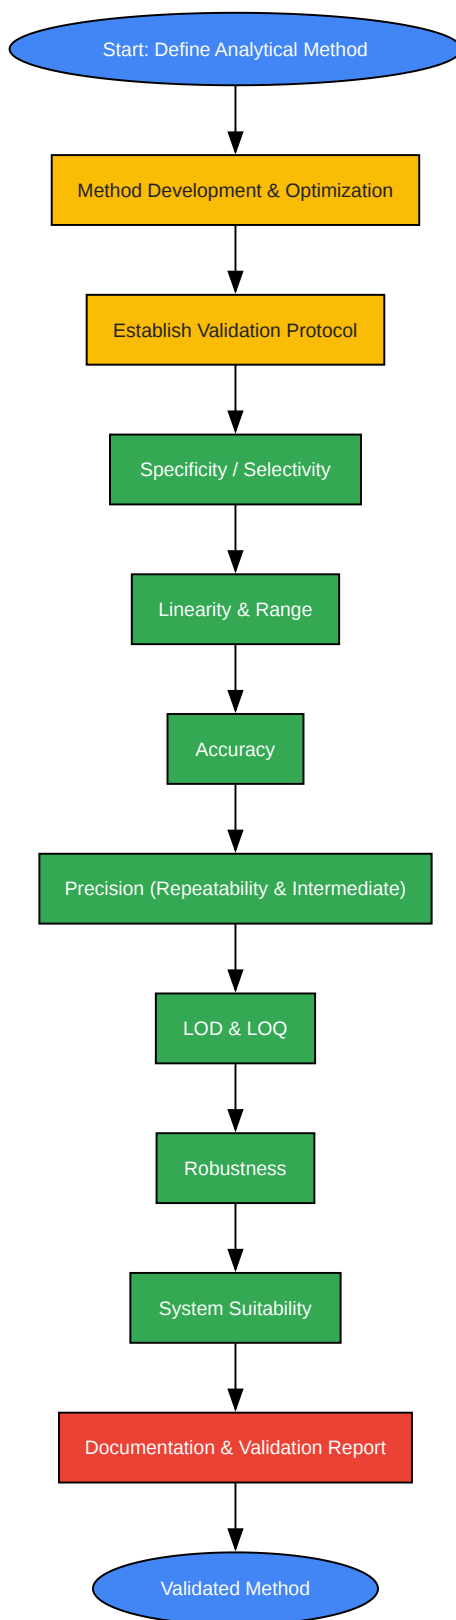 Start: Define Analytical Method
Method Development & Optimization
Establish Validation Protocol
Specificity / Selectivity
Linearity & Range
Accuracy
Precision (Repeatability & Intermediate)
LOD & LOQ
Robustness
System Suitability
Documentation & Validation Report
Validated Method